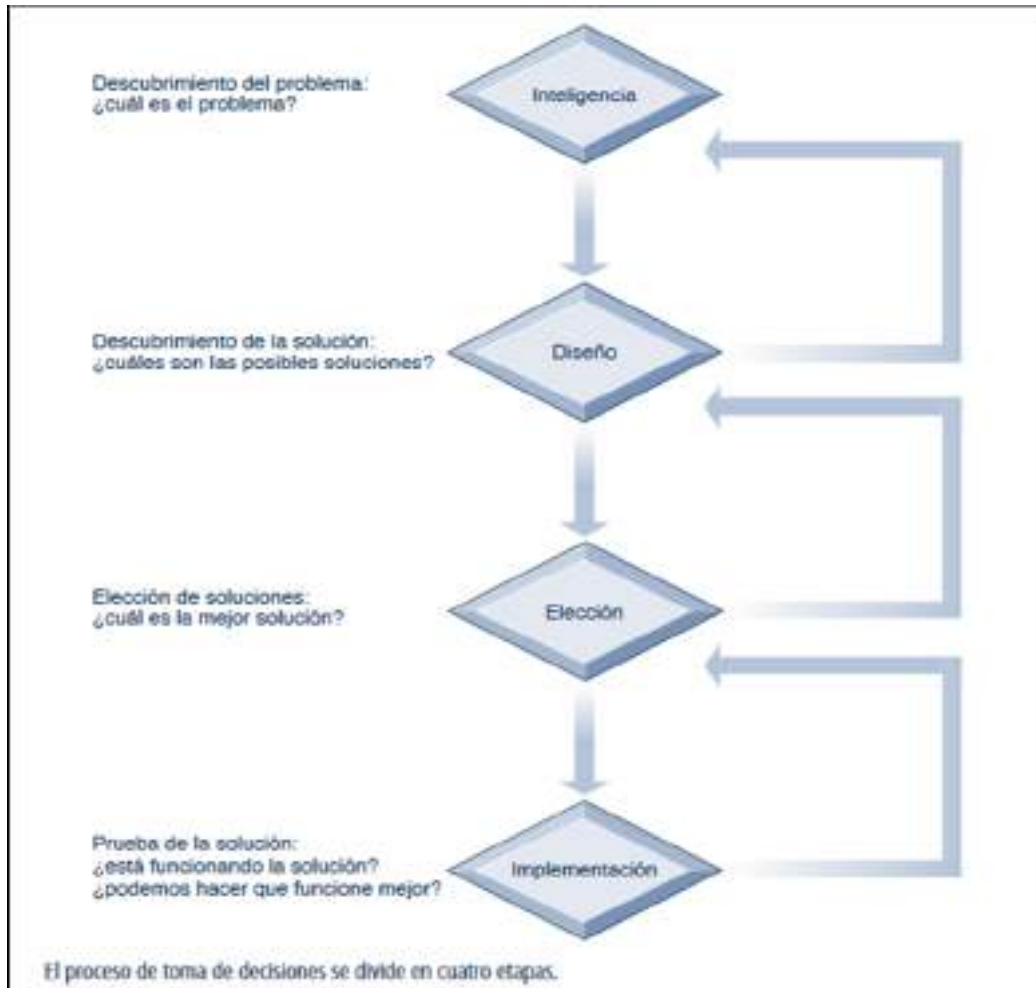 Descubrimiento del problema:
¿cuál es el problema?
Inteligencia
Descubrimiento de la solución:
¿cuáles son las posibles soluciones?
Diseño
Elección de soluciones:
¿cuál es la mejor solución?
Elección
Prueba de la solución:
¿está funcionando la solución?
¿podemos hacer que funcione mejor?
Implementación
El proceso de toma de decisiones se divide en cuatro etapas.